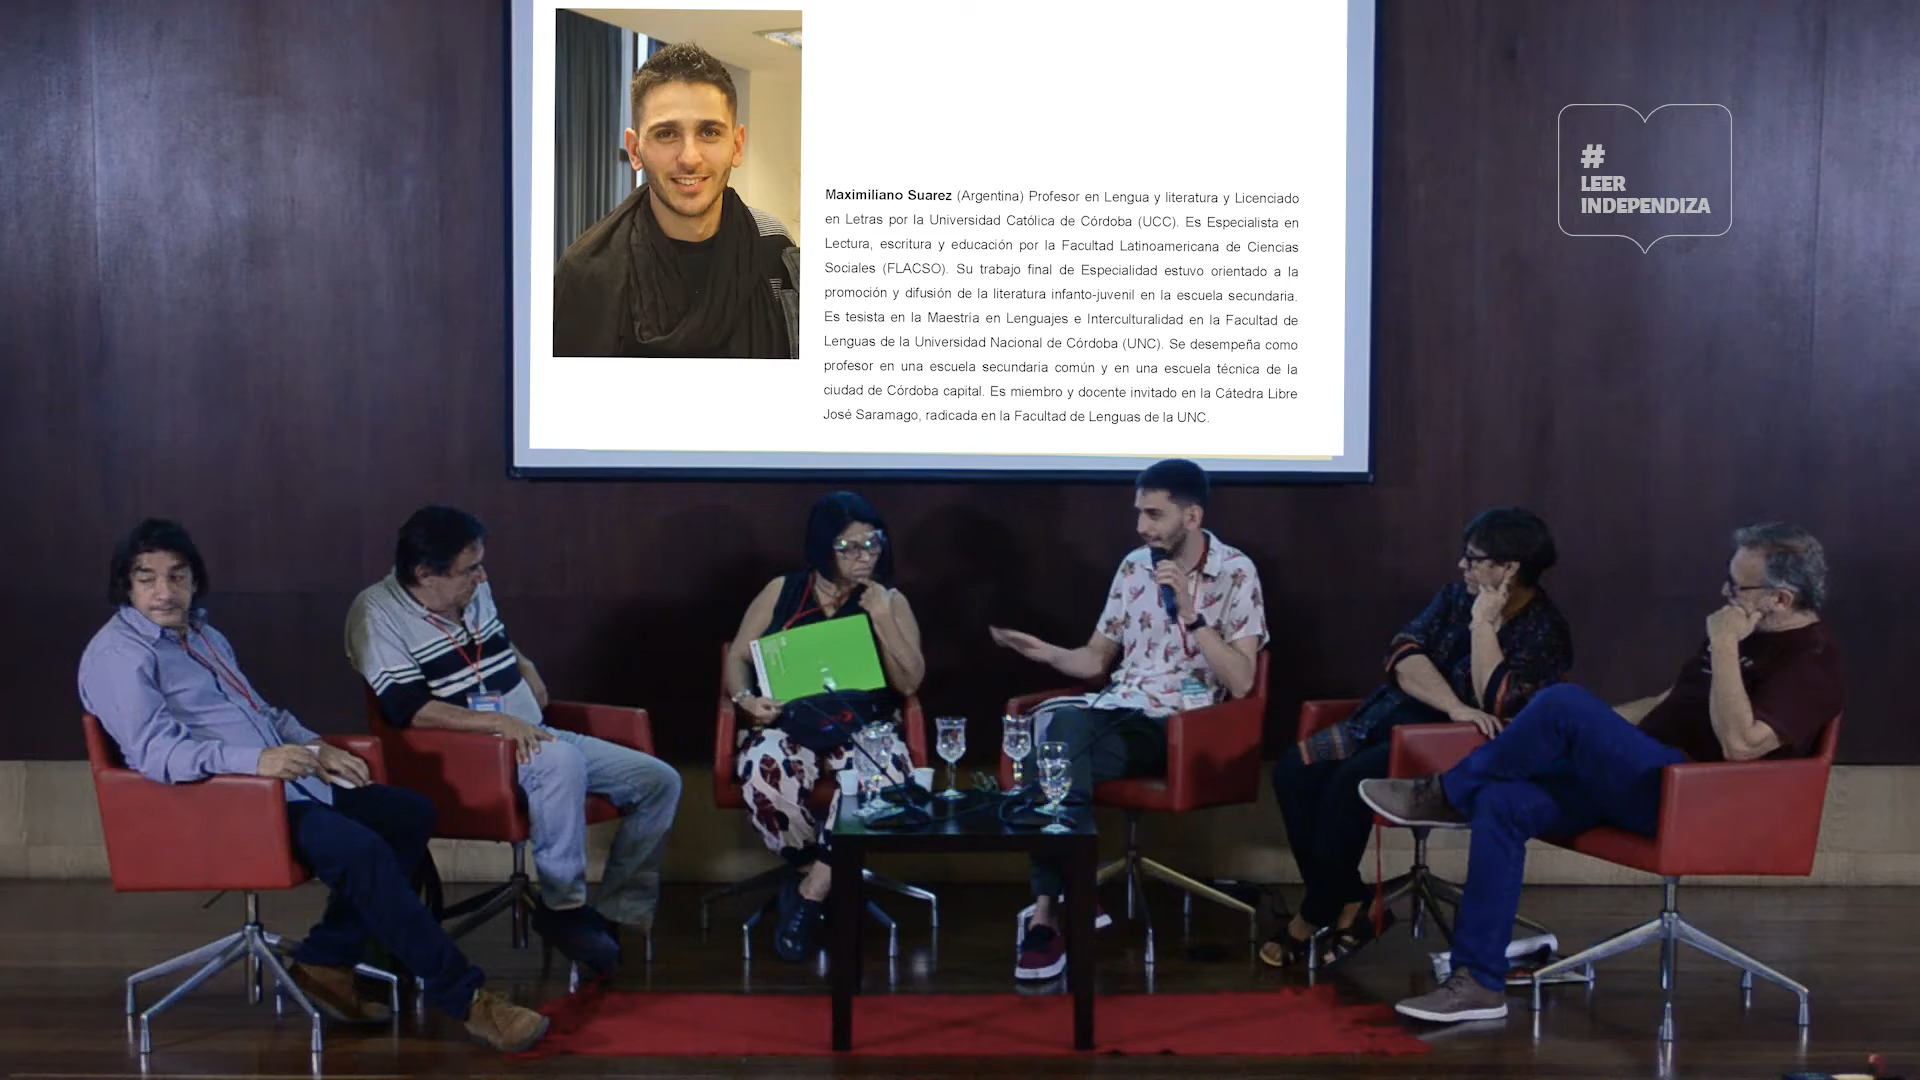 Maximiliano Suarez (Argentina) Profesor en Lengua y literatura y Licenciado
en Letras por la Universidad Católica de Córdoba (UCC). Es Especialista en
Lectura, escritura y educación por la Facultad Latinoamericana de Ciencias
Sociales (FLACSO). Su trabajo final de Especialidad estuvo orientado a la
promoción y difusión de la literatura infanto-juvenil en la escuela secundaria.
Es tesista en la Maestría en Lenguajes e Interculturalidad en la Facultad de
Lenguas de la Universidad Nacional de Córdoba (UNC). Se desempeña como
profesor en una escuela secundaria común y en una escuela técnica de la
ciudad de Córdoba capital. Es miembro y docente invitado en la Cátedra Libre
José Saramago, radicada en la Facultad de Lenguas de la UNC.
#
LEER
INDEPENDIZA